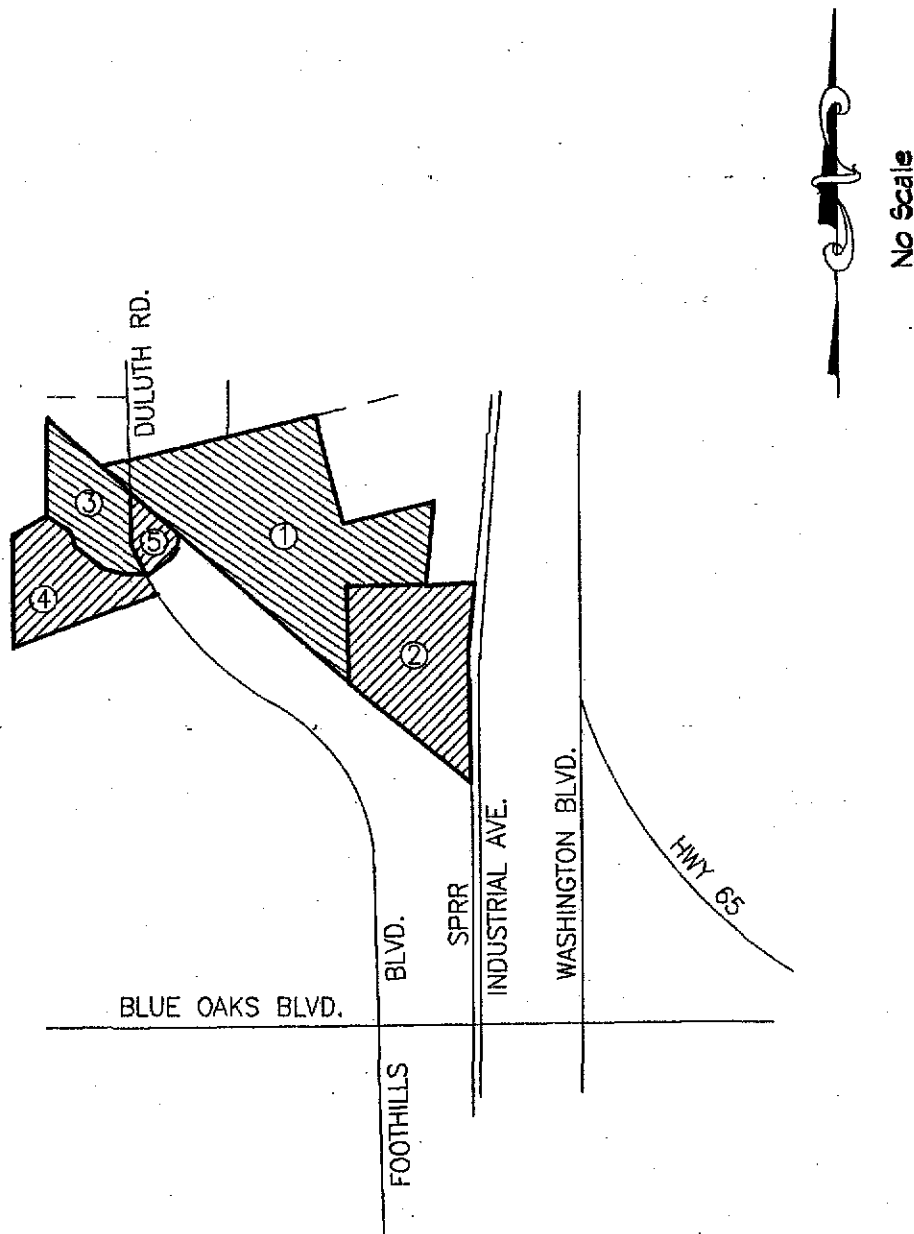 No Scale
DULUTH RD.
③
⑤
④
①
②
SPRR
INDUSTRIAL AVE.
WASHINGTON BLVD.
HWY 65
BLUE OAKS BLVD.
FOOTHILLS BLVD.